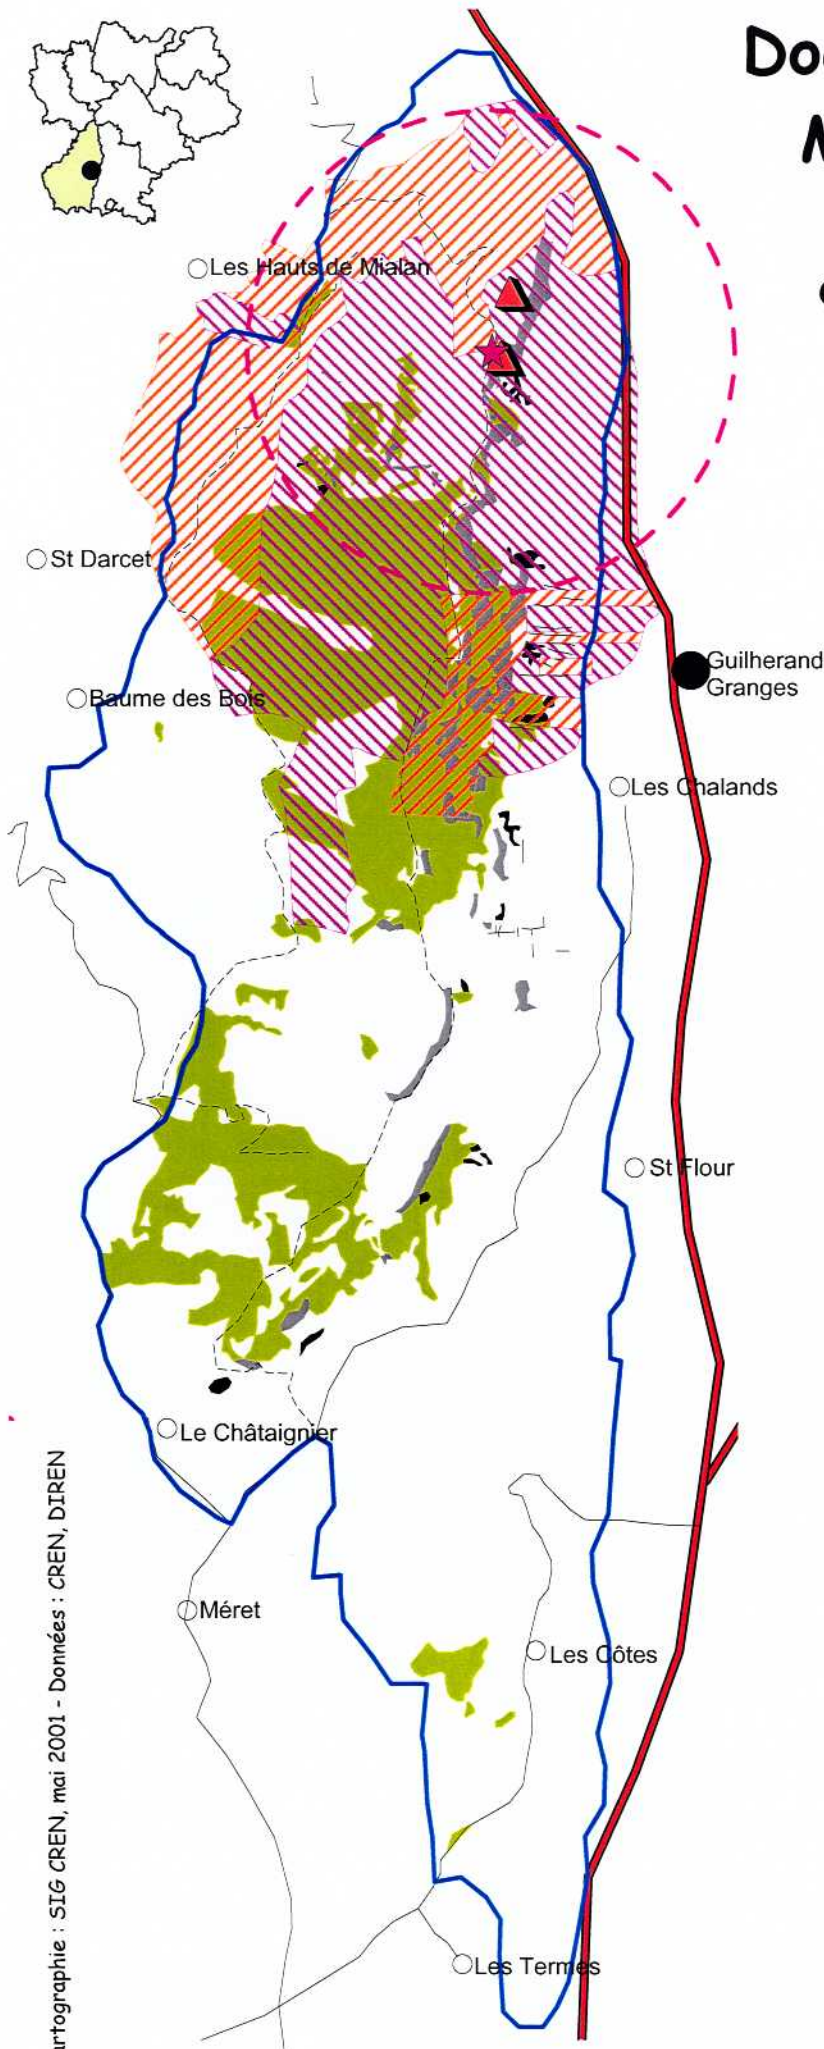 Les Hauts de Mialan
St Darcet
Guilherand
Granges
Baume des Bois
Les Chalands
St Flour
Le Châtaignier
Méret
Les Côtes
Les Termes
artographie : SIG CREN, mai 2001 - Données : CREN, DIREN